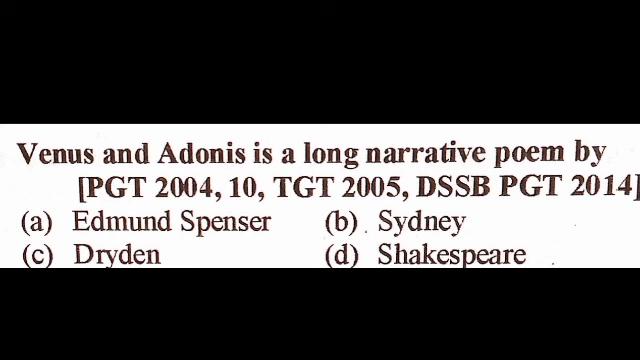 Venus and Adonis is a long narrative poem by
[PGT 2004, 10, TGT 2005, DSSB PGT 2014]
(a) Edmund Spenser (b) Sydney
(c) Dryden (d) Shakespeare